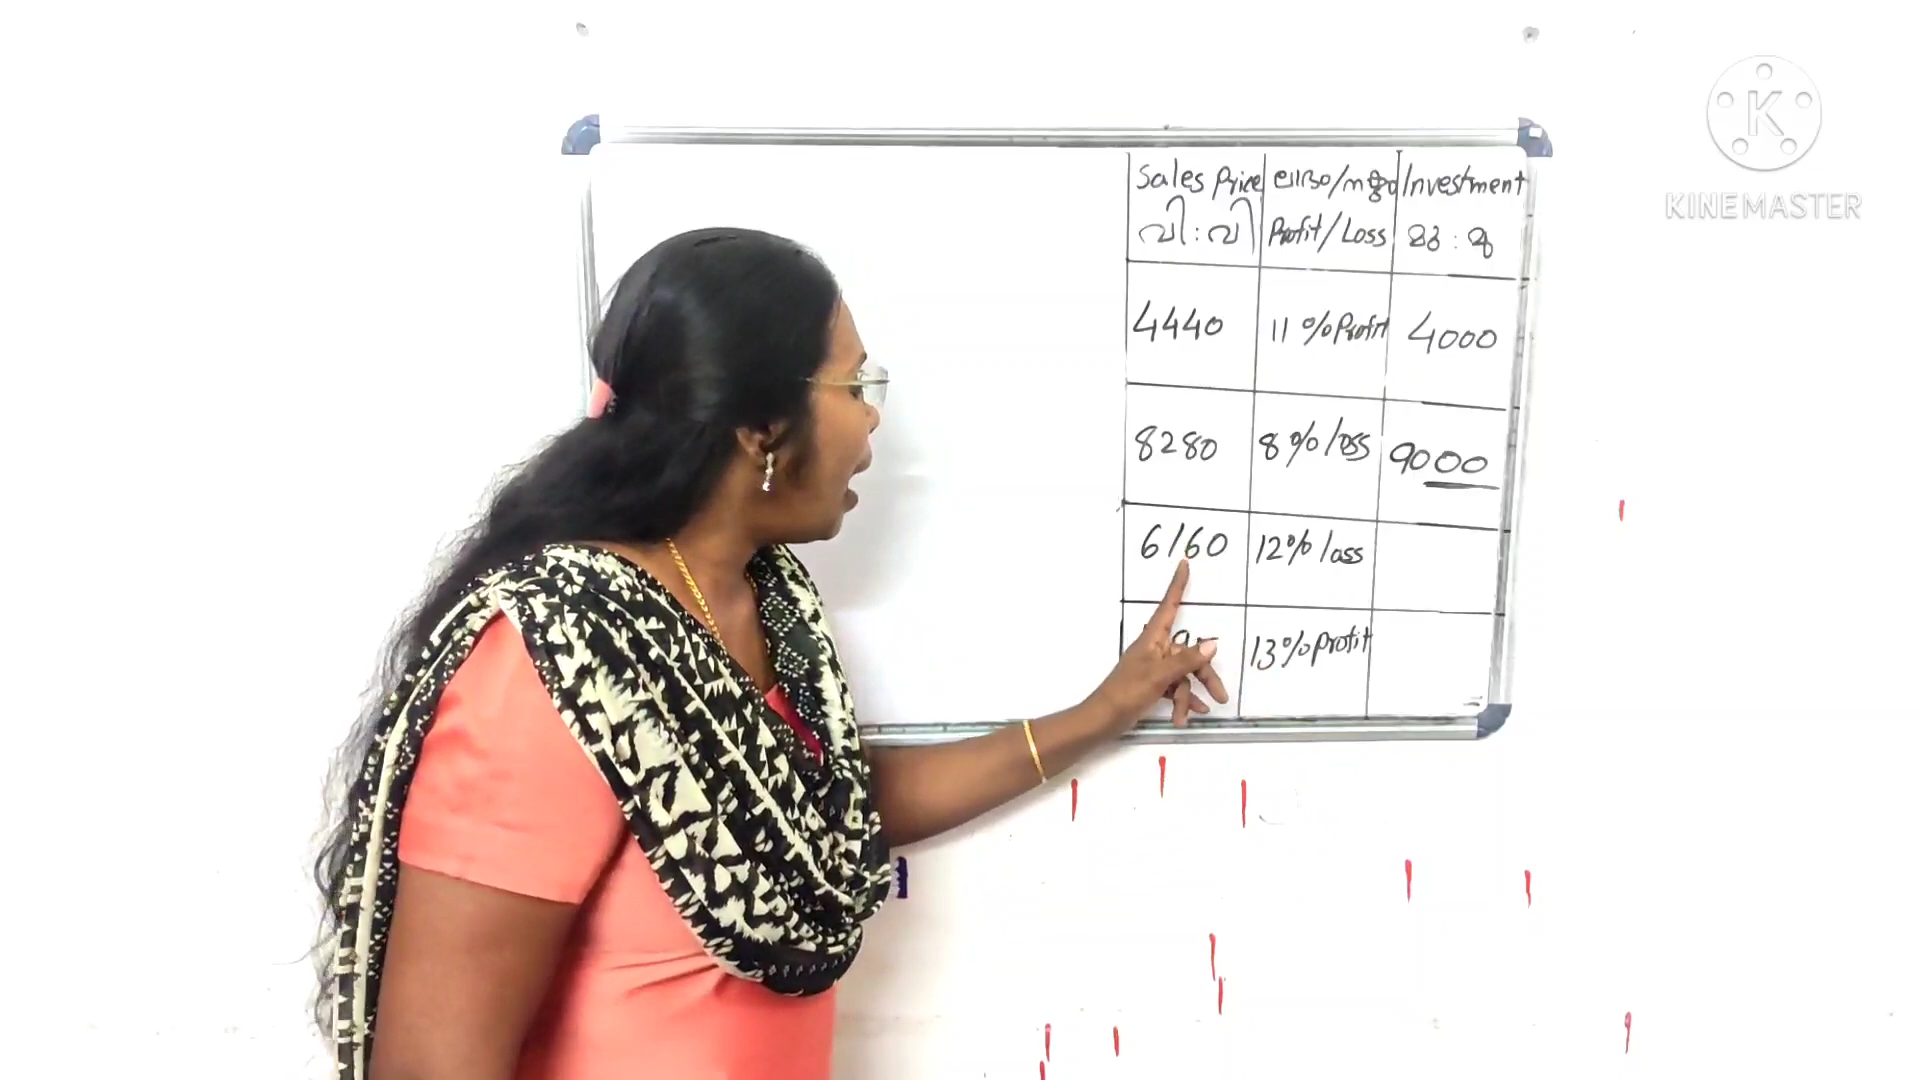 Sales Price ലാഭം/നഷ്ടം Investment
വി : വി Profit/Loss മു : മു
4440 11 % Profit 4000
8280 8 % loss 9000
6160 12% loss
13% Profit
K
KINEMASTER